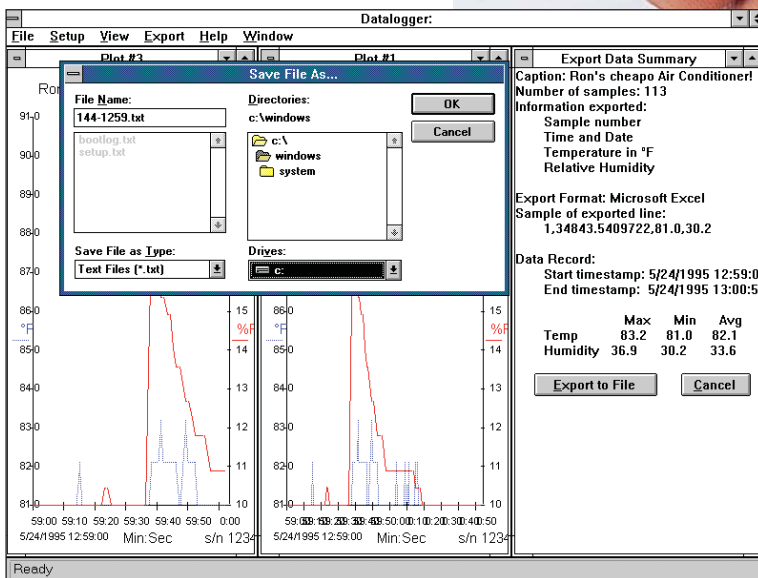 Datalogger:
File Setup View Export Help Window
Plot #3
Plot #1
Export Data Summary
Save File As...
File Name:
144-1259.txt
bootlog.txt
setup.txt
Save File as Type:
Text Files (*.txt)
Directories:
c:\windows
c:\
windows
system
Drives:
c:
OK
Cancel
91.0
90.0
89.0
88.0
87.0
86.0
°F
85.0
84.0
83.0
82.0
81.0
15
14
13
12
11
10
59:00 59:10 59:20 59:30 59:40 59:50 0:00
5/24/1995 12:59:00 Min:Sec s/n 1234
15
14
13
12
11
10
5/24/1995 12:59:00 Min:Sec s/n 1234
Caption: Ron's cheapo Air Conditioner!
Number of samples: 113
Information exported:
Sample number
Time and Date
Temperature in °F
Relative Humidity
Export Format: Microsoft Excel
Sample of exported line:
1,34843.5409722,81.0,30.2
Data Record:
Start timestamp: 5/24/1995 12:59:0
End timestamp: 5/24/1995 13:00:5
Max Min Avg
Temp 83.2 81.0 82.1
Humidity 36.9 30.2 33.6
Export to File
Cancel
Ready